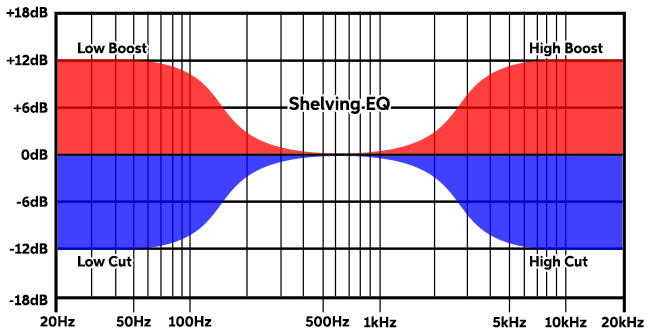 +18dB
Low Boost High Boost
+12dB
Shelving EQ
+6dB
0dB
-6dB
-12dB
Low Cut High Cut
-18dB
20Hz 50Hz 100Hz 500Hz 1kHz 5kHz 10kHz 20kHz